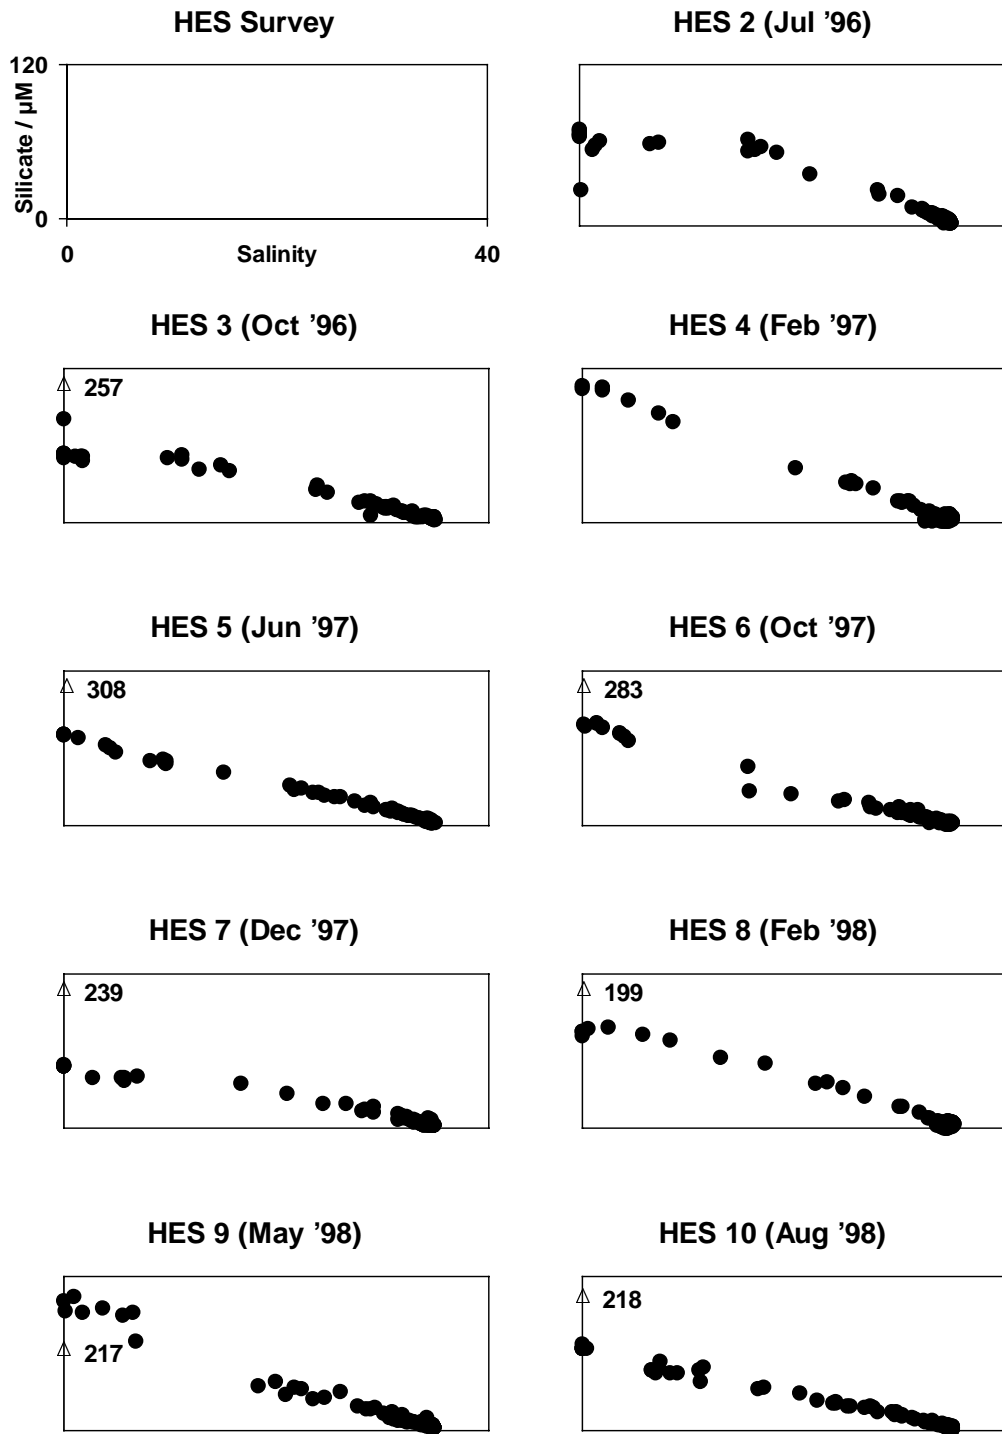 HES Survey
HES 2 (Jul '96)
120
Silicate / µM
0
0
Salinity
40
HES 3 (Oct '96)
HES 4 (Feb '97)
257
HES 5 (Jun '97)
HES 6 (Oct '97)
308
283
HES 7 (Dec '97)
HES 8 (Feb '98)
239
199
HES 9 (May '98)
HES 10 (Aug '98)
217
218